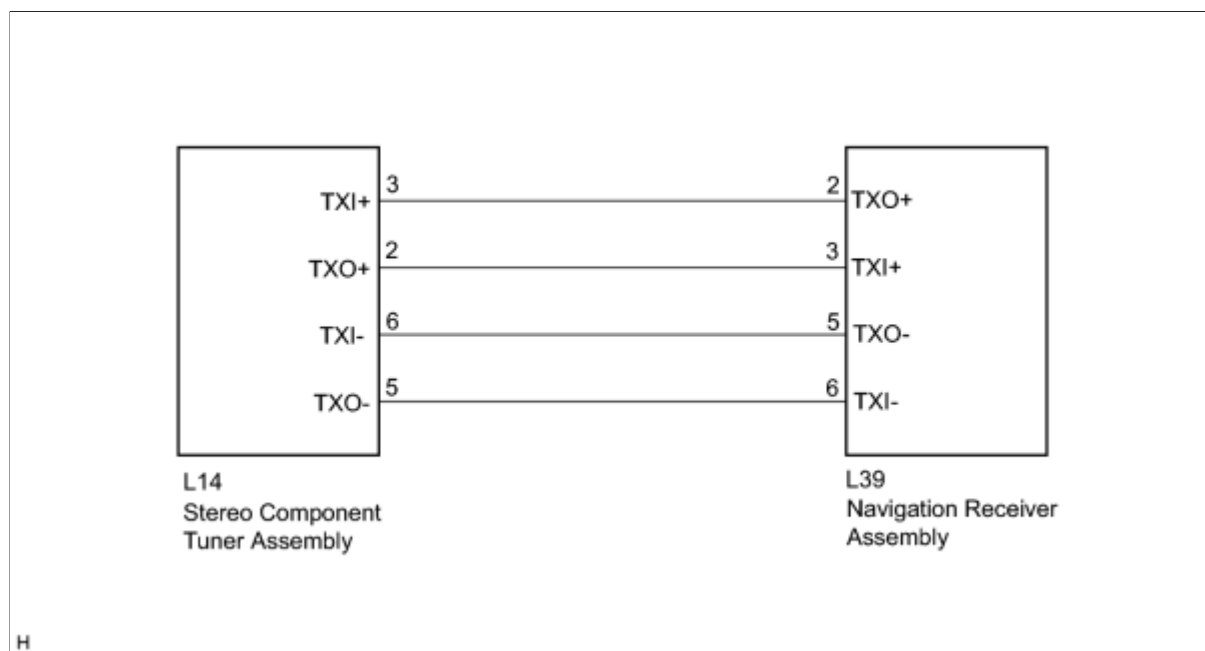 TXI+ 3 2 TXO+
TXO+ 2 3 TXI+
TXI- 6 5 TXO-
TXO- 5 6 TXI-
L14
Stereo Component
Tuner Assembly
L39
Navigation Receiver
Assembly
H